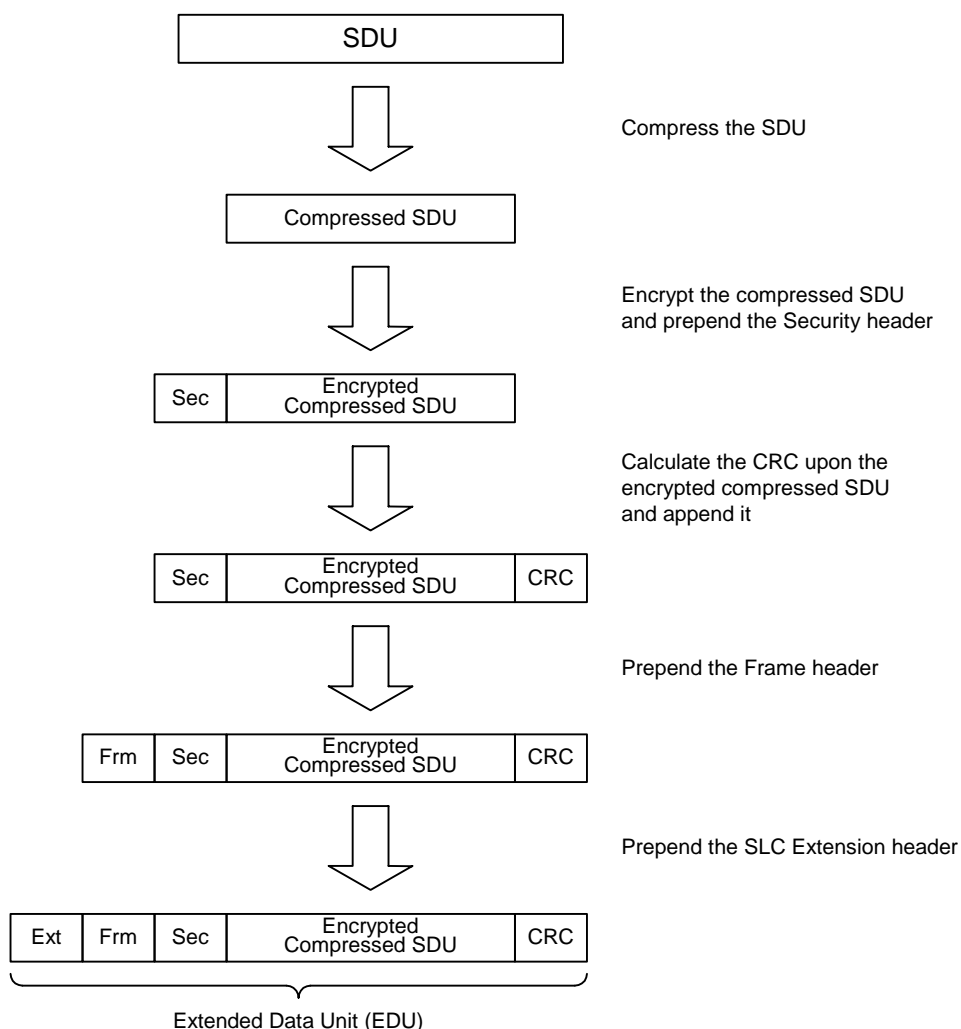 SDU
Compress the SDU
Compressed SDU
Encrypt the compressed SDU
and prepend the Security header
Sec
Encrypted
Compressed SDU
Calculate the CRC upon the
encrypted compressed SDU
and append it
Sec
Encrypted
Compressed SDU
CRC
Prepend the Frame header
Frm
Sec
Encrypted
Compressed SDU
CRC
Prepend the SLC Extension header
Ext
Frm
Sec
Encrypted
Compressed SDU
CRC
Extended Data Unit (EDU)